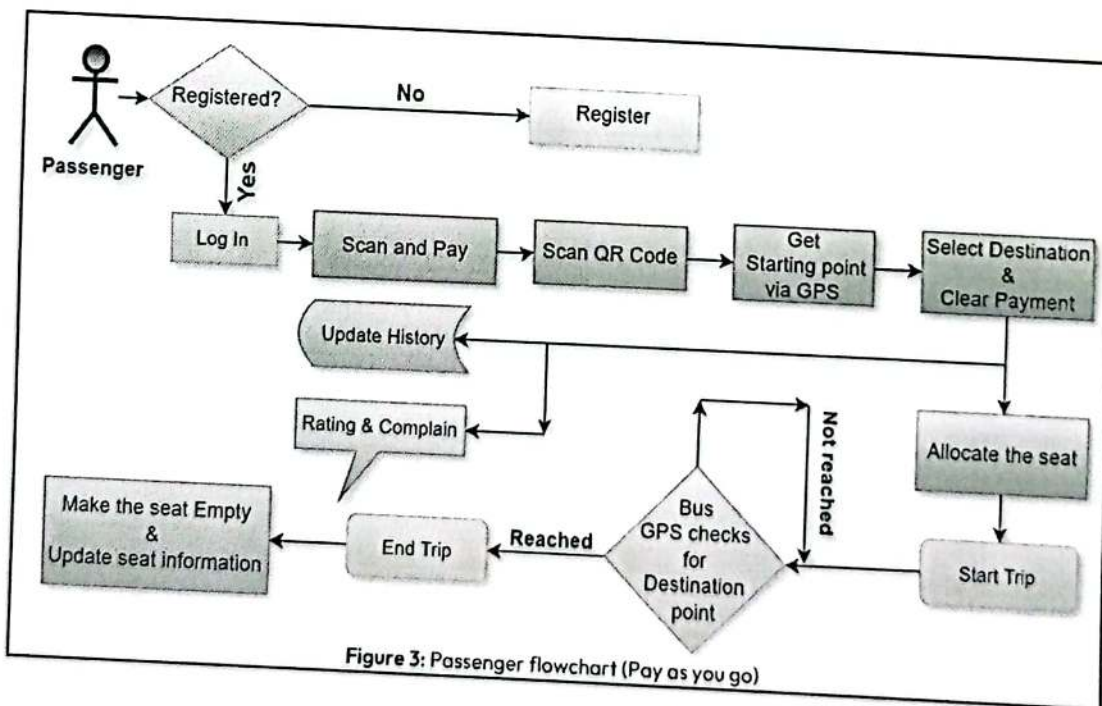 Registered?
No
Register
Passenger
Yes
Log In
Scan and Pay
Scan QR Code
Get
Starting point
via GPS
Select Destination
&
Clear Payment
Update History
Rating & Complain
Not reached
Allocate the seat
Make the seat Empty
&
Update seat information
End Trip
Reached
Bus
GPS checks
for
Destination
point
Start Trip
Figure 3: Passenger flowchart (Pay as you go)